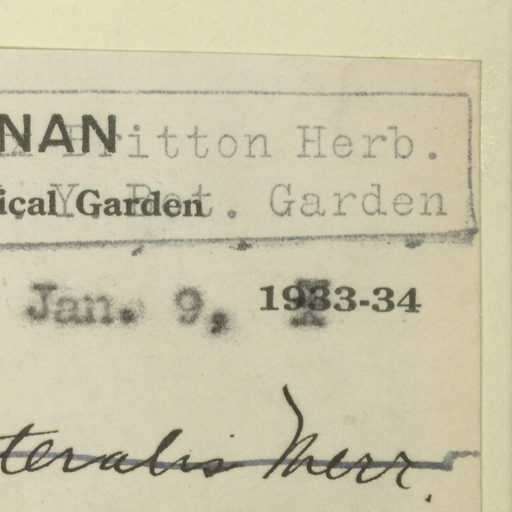 NAN
Britton Herb.
ical Garden
Y. Bot. Garden
Jan. 9, 1933-34
teralis Merr.